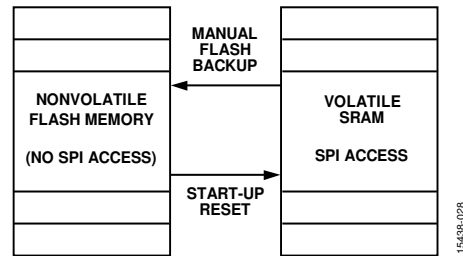 MANUAL
FLASH
BACKUP
NONVOLATILE
FLASH MEMORY
(NO SPI ACCESS)
VOLATILE
SRAM
SPI ACCESS
START-UP
RESET
15438-028